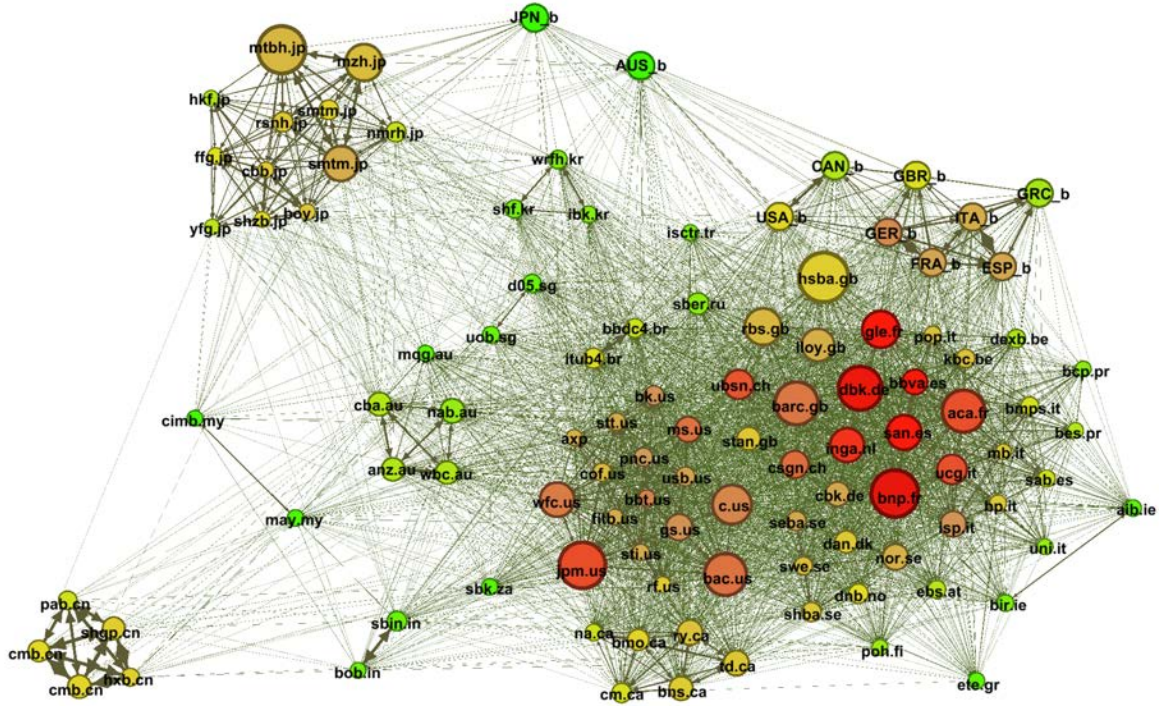 JPN_b
mtbh.jp
mzh.jp
AUS_b
hkf.jp
smtm.jp
rsnh.jp
nmrh.jp
ffg.jp
cbb.jp
smtm.jp
wrfh.kr
CAN_b
GBR_b
GRC_b
yfg.jp
shzb.jp
boy.jp
shf.kr
ibk.kr
isctr.tr
USA_b
GER_b
ITA_b
FRA_b
ESP_b
hsba.gb
d05.sg
sber.ru
uob.sg
bbdc4.br
rbs.gb
lloy.gb
gle.fr
pop.it
dexb.be
mqg.au
itub4.br
kbc.be
bcp.pr
ubsn.ch
dbk.de
bbva.es
cba.au
nab.au
bk.us
barc.gb
aca.fr
bmps.it
cimb.my
stt.us
ms.us
stan.gb
san.es
bes.pr
axp
inga.nl
mb.it
anz.au
wbc.au
pnc.us
cof.us
usb.us
csgn.ch
ucg.it
sab.es
wfc.us
bbt.us
c.us
cbk.de
bnp.fr
bp.it
aib.ie
may.my
fitb.us
gs.us
seba.se
isp.it
sti.us
dan.dk
uni.it
jpm.us
bac.us
swe.se
nor.se
sbk.za
rf.us
dnb.no
ebs.at
pab.cn
shba.se
bir.ie
sbin.in
shgp.cn
na.ca
bmo.ca
ry.ca
cmb.cn
poh.fi
bob.in
td.ca
hxb.cn
cmb.cn
cm.ca
bns.ca
ete.gr